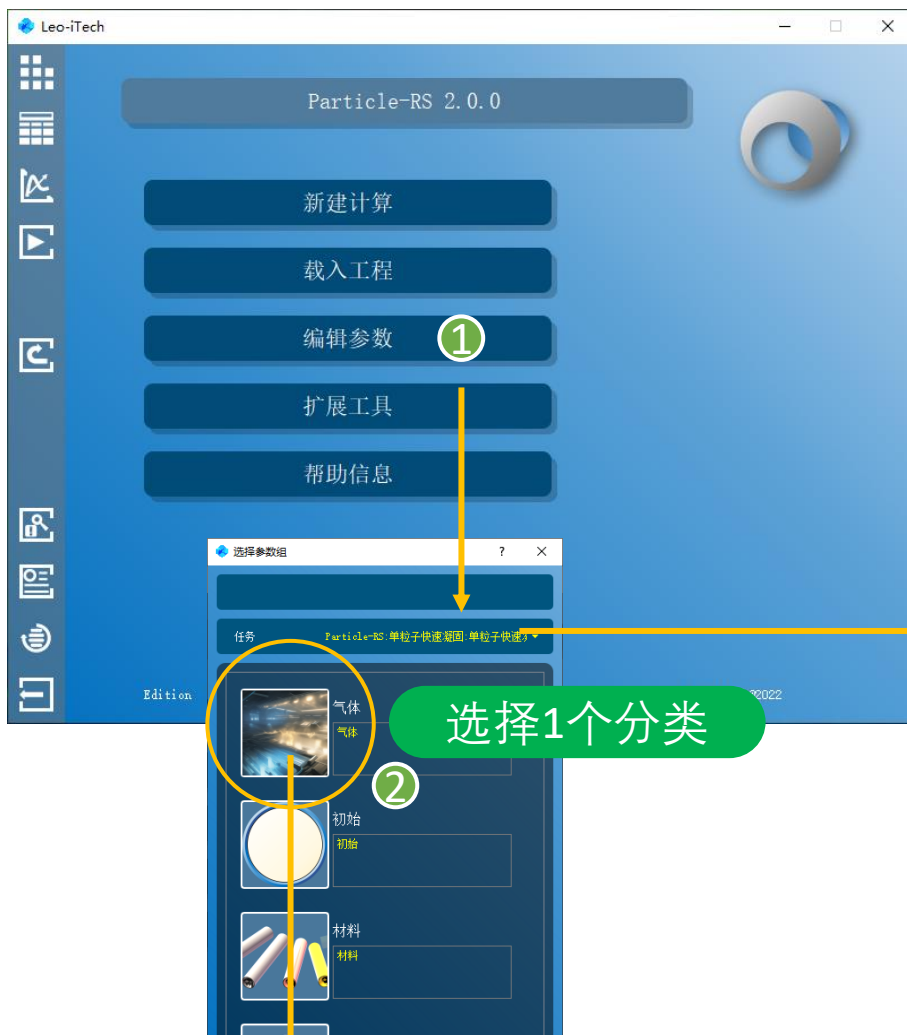 Leo-iTech
Particle-RS 2.0.0
新建计算
载入工程
编辑参数
1
扩展工具
帮助信息
选择参数组
任务
Particle-RS:单粒子快速凝固:单粒子快速
Edition
@2022
气体
气体
选择1个分类
2
初始
初始
材料
材料